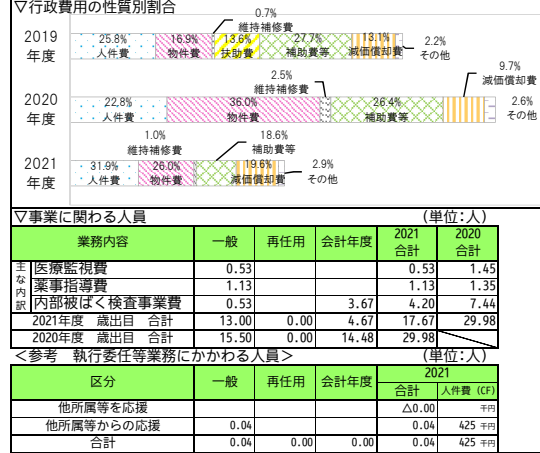 ▽行政費用の性質別割合
0.7%
維持補修費
2019
年度
25.8%
人件費
16.9%
物件費
13.6%
扶助費
27.7%
補助費等
13.1%
減価償却費
2.2%
その他
9.7%
減価償却費
2.5%
維持補修費
2020
年度
22.8%
人件費
36.0%
物件費
26.4%
補助費等
2.6%
その他
1.0%
維持補修費
18.6%
補助費等
2021
年度
31.9%
人件費
26.0%
物件費
19.6%
減価償却費
2.9%
その他
▽事業に関わる人員 (単位:人)
業務内容 一般 再任用 会計年度 2021 合計 2020 合計
主な内訳
医療監視費 0.53 0.53 1.45
薬事指導費 1.13 1.13 1.35
内部被ばく検査事業費 0.53 3.67 4.20 7.44
2021年度 歳出目 合計 13.00 0.00 4.67 17.67 29.98
2020年度 歳出目 合計 15.50 0.00 14.48 29.98
<参考 執行委任等業務にかかわる人員> (単位:人)
区分 一般 再任用 会計年度 2021
合計 人件費 (CF)
他所属等を応援 △0.00 千円
他所属等からの応援 0.04 0.04 425 千円
合計 0.04 0.00 0.00 0.04 425 千円